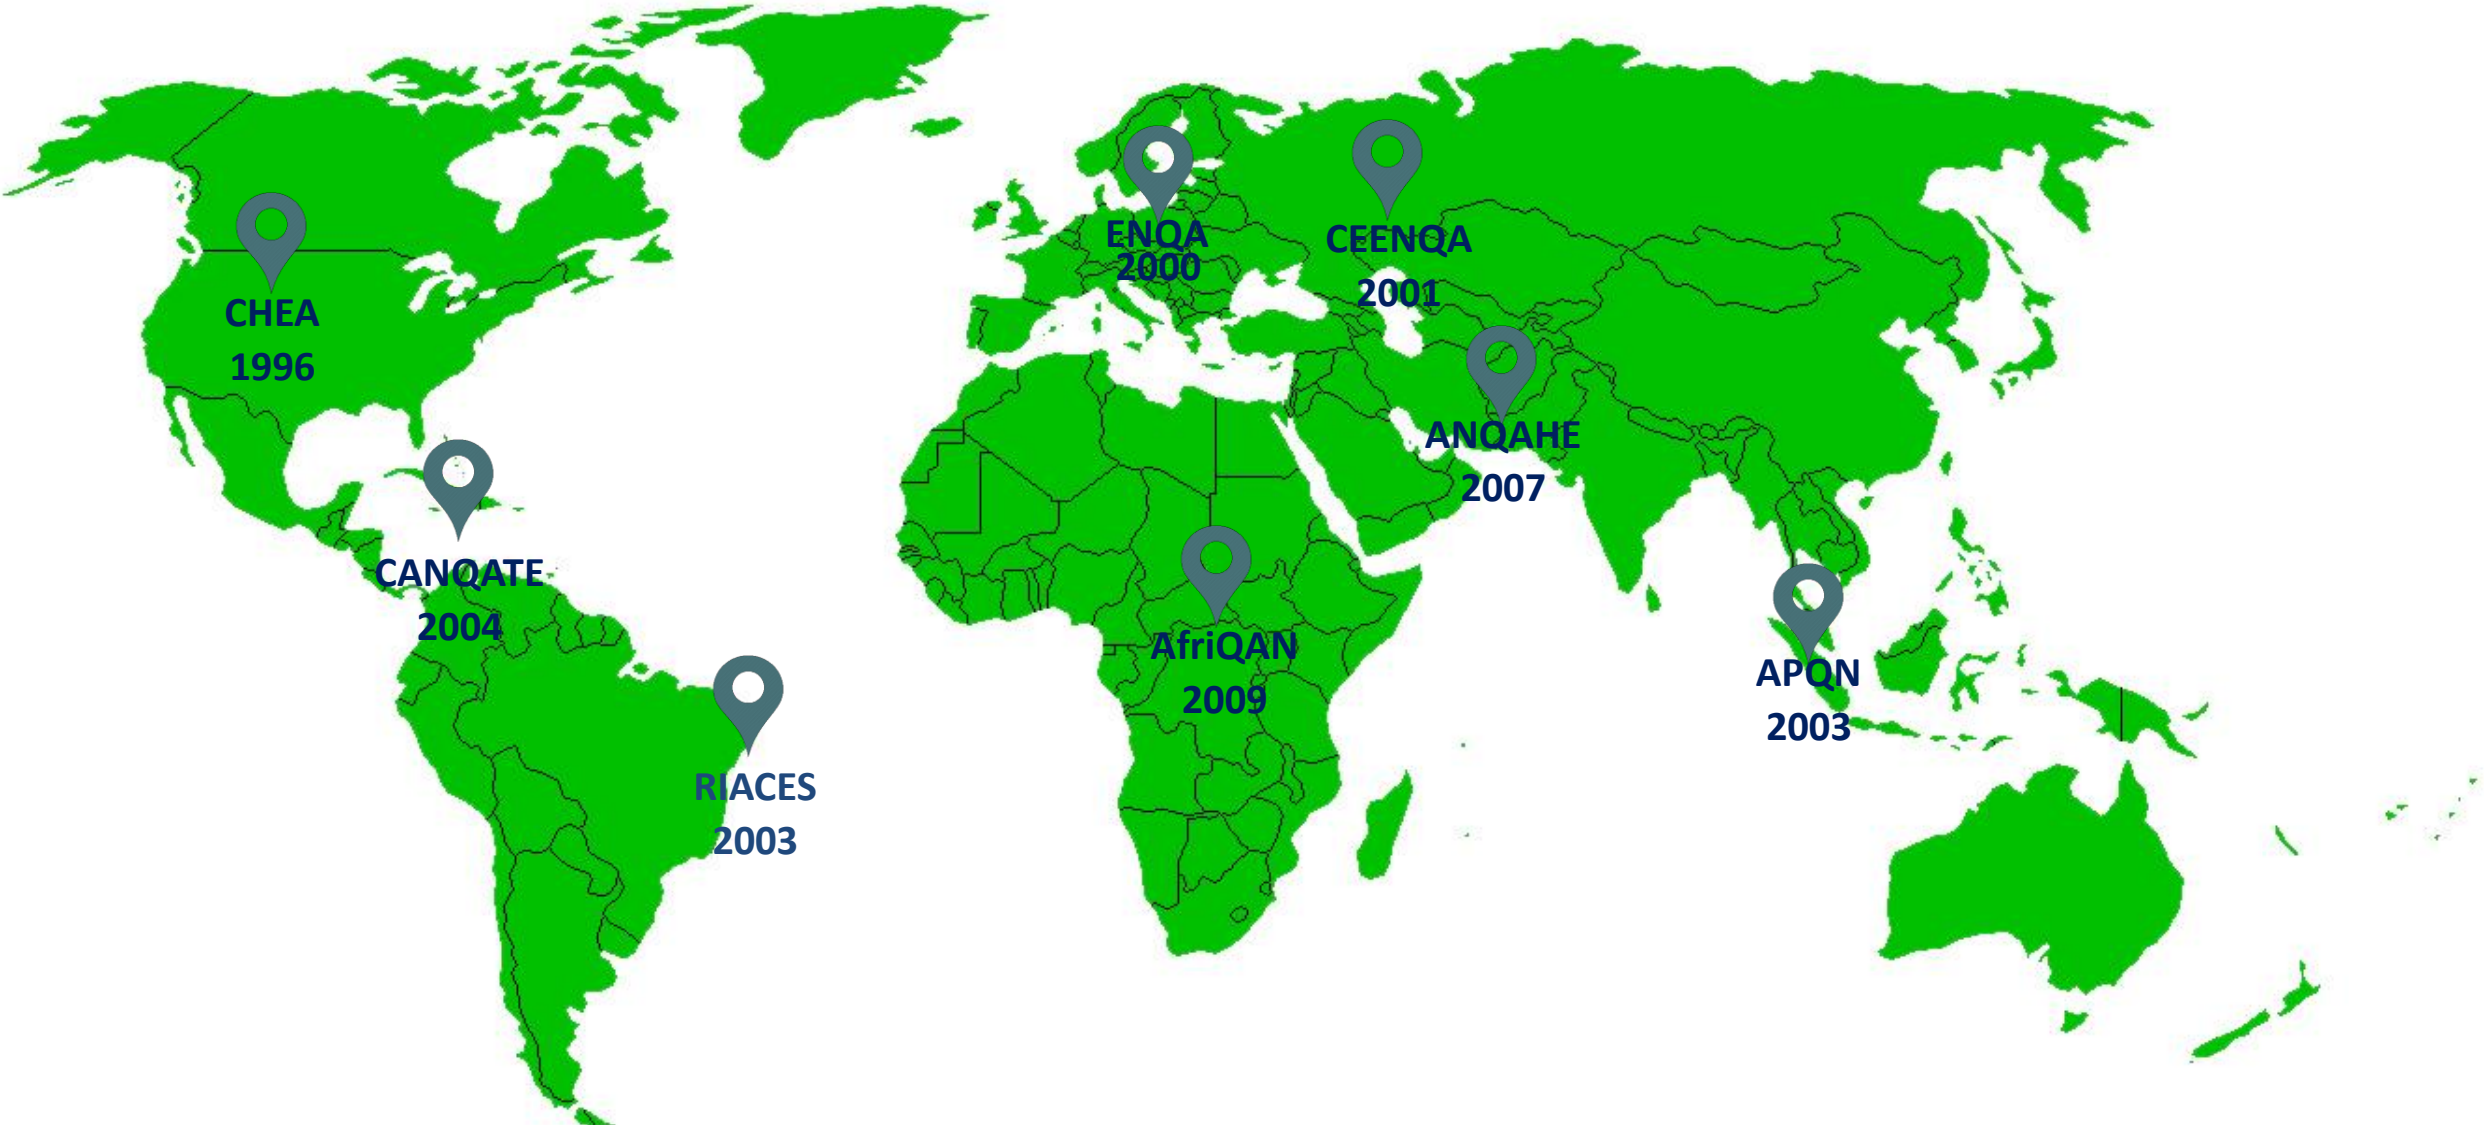 CHEA
1996
CANQATE
2004
RIACES
2003
ENQA
2000
CEENQA
2001
ANQAHE
2007
AfriQAN
2009
APQN
2003